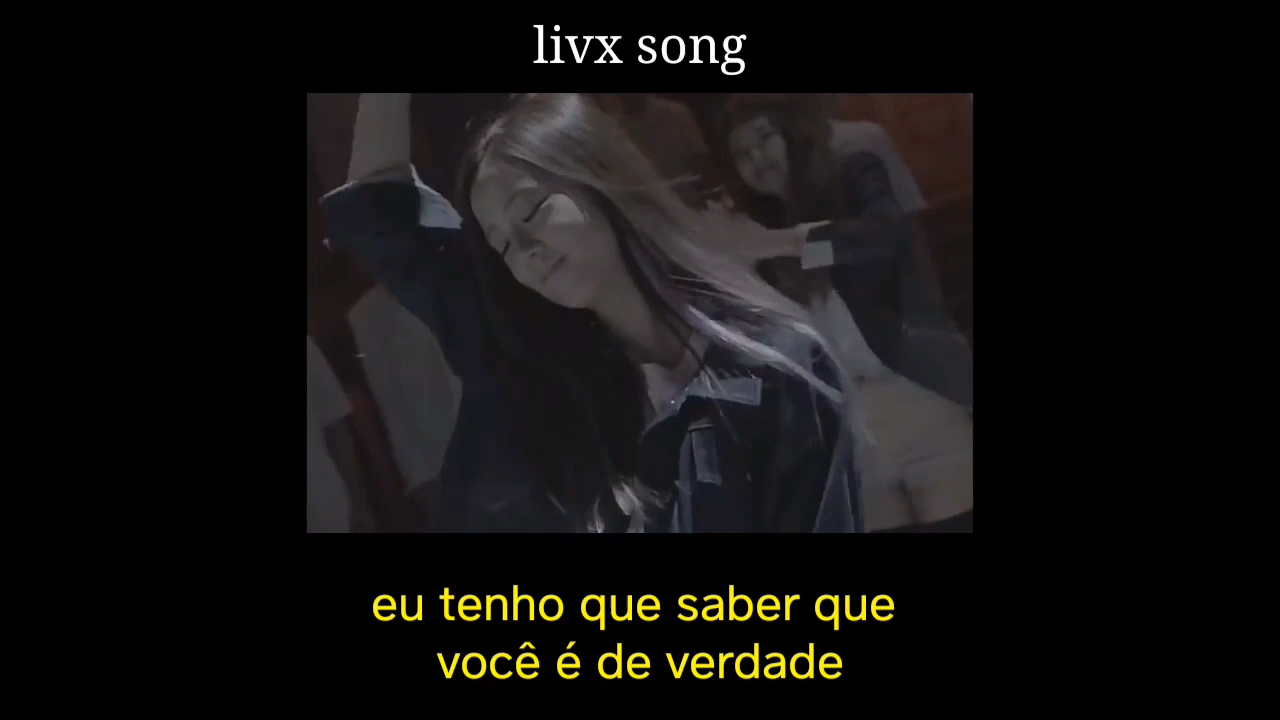 livx song
eu tenho que saber que
você é de verdade